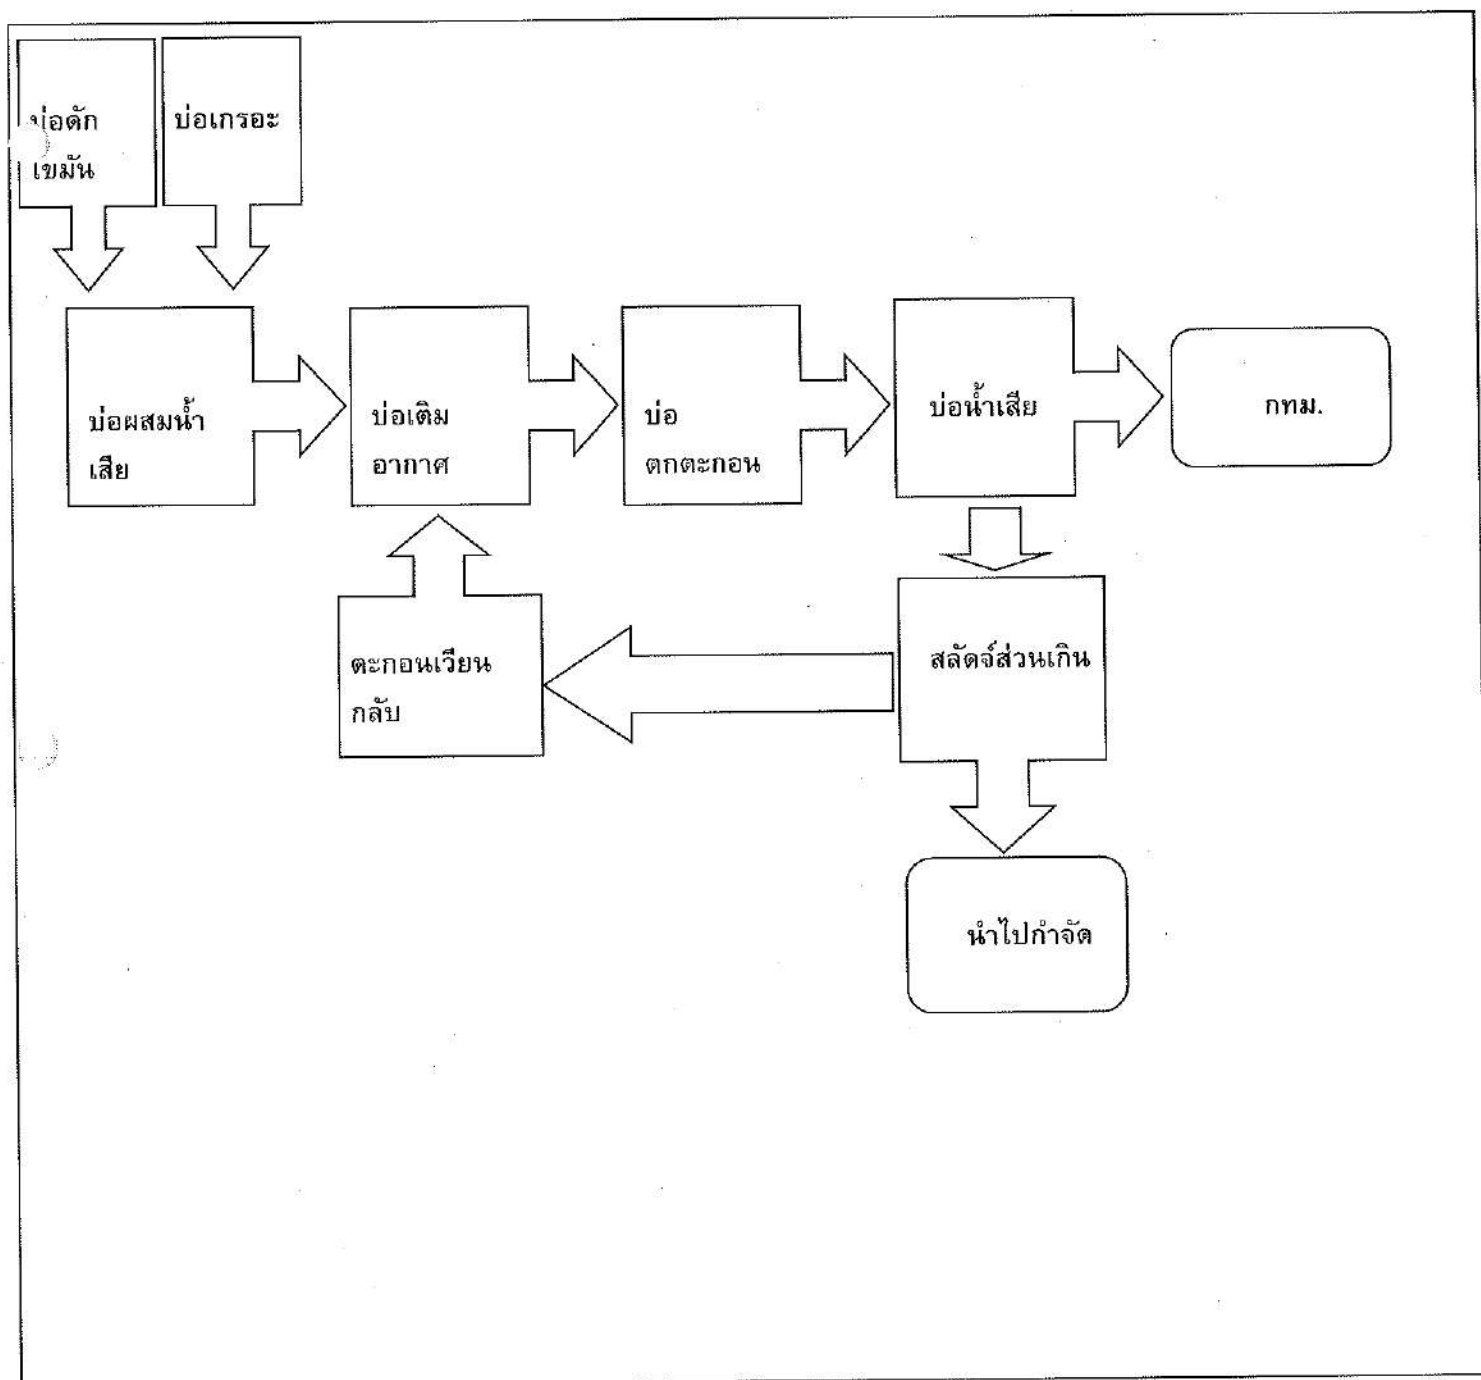 บ่อดัก
เขมัน
บ่อเกรอะ
บ่อผสมน้ำ
เสีย
บ่อเติม
อากาศ
บ่อ
ตกตะกอน
บ่อน้ำเสีย
กทม.
ตะกอนเวียน
กลับ
สลัดจ์ส่วนเกิน
นำไปกำจัด